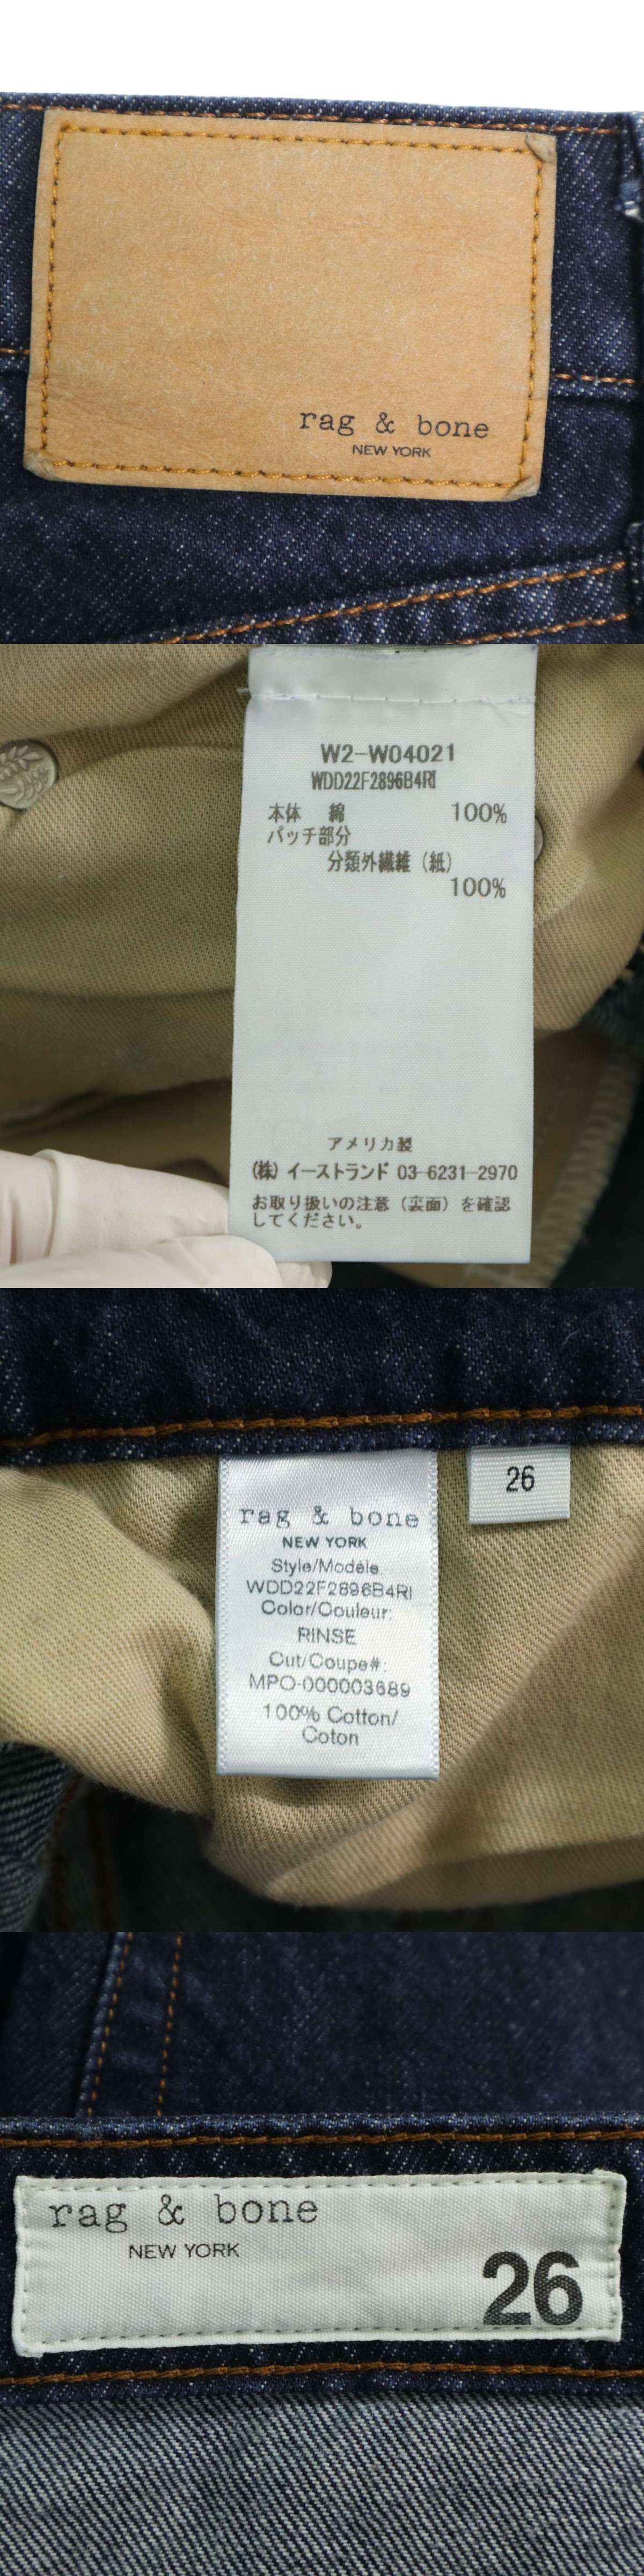 rag & bone
NEW YORK
W2-W04021
WDD22F2896B4RI
本体 綿 100%
パッチ部分
分類外繊維（紙）
100%
アメリカ製
(株) イーストランド 03-6231-2970
お取り扱いの注意（裏面）を確認
してください。
rag & bone
NEW YORK
Style/Modèle
WDD22F2896B4RI
Color/Couleur:
RINSE
Cut/Coupe#:
MPO-000003689
100% Cotton/
Coton
26
rag & bone
NEW YORK
26